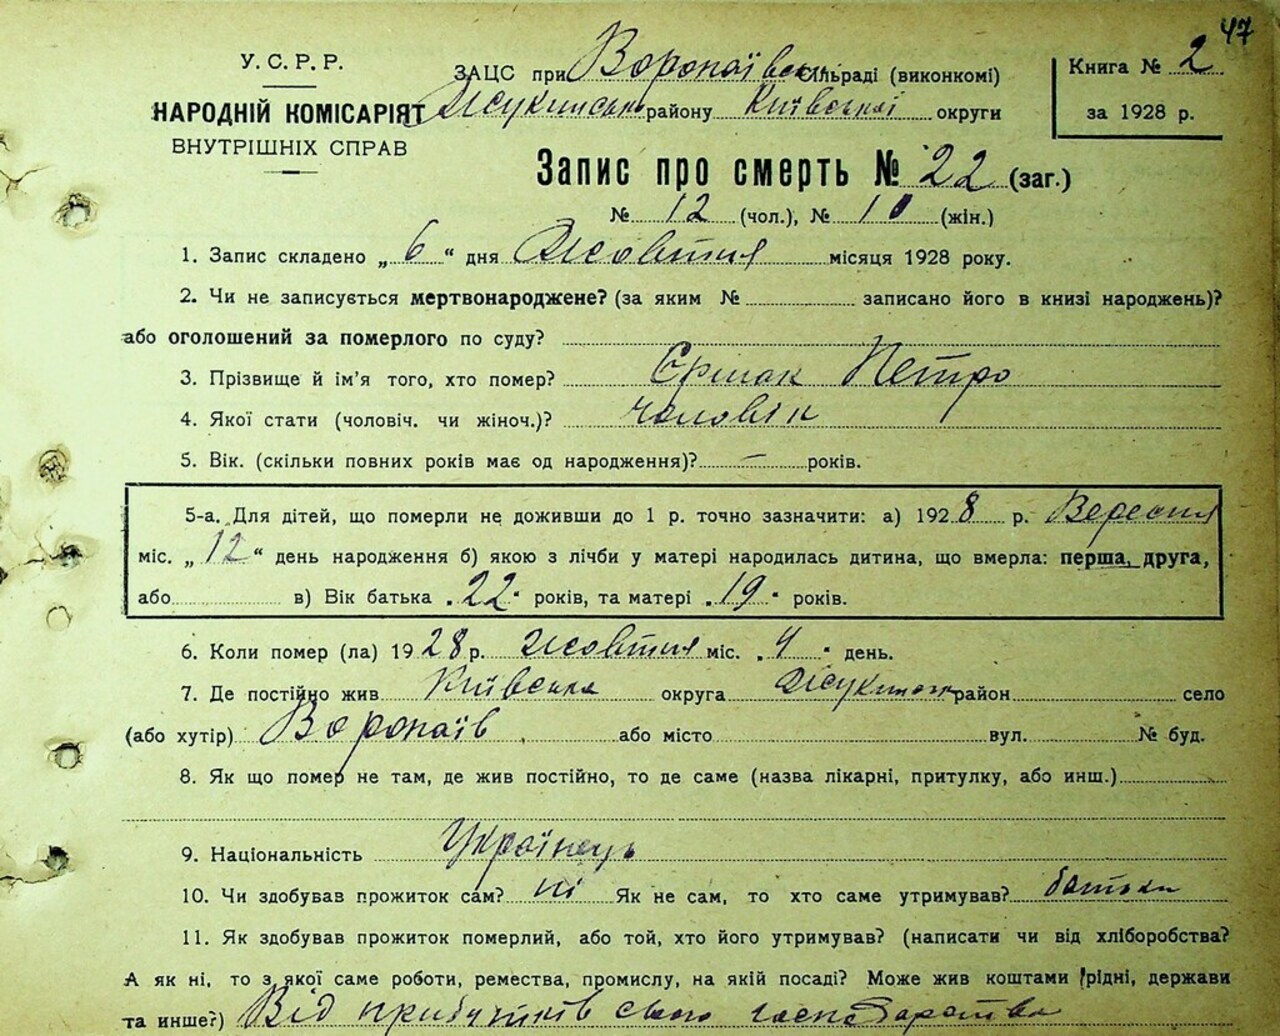 47
У. С. Р. Р.
НАРОДНІЙ КОМІСАРІЯТ
ВНУТРІШНІХ СПРАВ
ЗАЦС при Воропаївськ. сільраді (виконкомі)
Жукинськ. району Київської округи
Книга № 2
за 1928 р.
Запис про смерть № 22 (заг.)
№ 12 (чол.), № 10 (жін.)
1. Запис складено „ 6 “ дня Жовтня місяця 1928 року.
2. Чи не записується мертвонароджене? (за яким № записано його в книзі народжень)?
або оголошений за померлого по суду?
3. Прізвище й ім'я того, хто помер? Єрмак Петро
4. Якої стати (чоловіч. чи жіноч.)? чоловік
5. Вік. (скільки повних років має од народження)? — років.
5-а. Для дітей, що померли не доживши до 1 р. точно зазначити: а) 1928 р. Вересня
міс. „12“ день народження б) якою з лічби у матері народилась дитина, що вмерла: перша, друга,
або в) Вік батька „22“ років, та матері „19“ років.
6. Коли помер (ла) 1928 р. жовтня міс. „4“ день.
7. Де постійно жив Київська округа Жукинськ район село
(або хутір) Воропаїв або місто вул. № буд.
8. Як що помер не там, де жив постійно, то де саме (назва лікарні, притулку, або инш.)
9. Національність Українець
10. Чи здобував прожиток сам? ні Як не сам, то хто саме утримував? батьки
11. Як здобував прожиток померлий, або той, хто його утримував? (написати чи від хліборобства?
А як ні, то з якої саме роботи, ремества, промислу, на якій посаді? Може жив коштами рідні, держави
та инше?) Від прибутків свого господарства